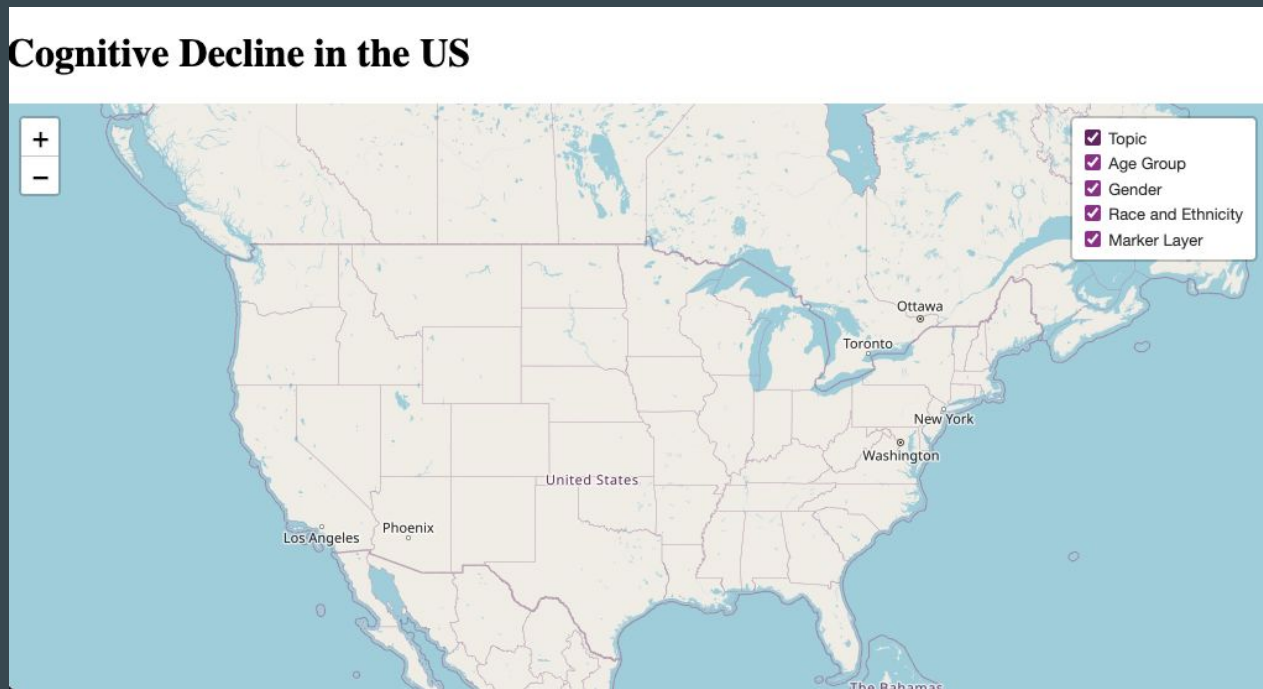 Cognitive Decline in the US
+
−
Topic
Age Group
Gender
Race and Ethnicity
Marker Layer
Ottawa
Toronto
New York
Washington
United States
Phoenix
Los Angeles
The Bahamas